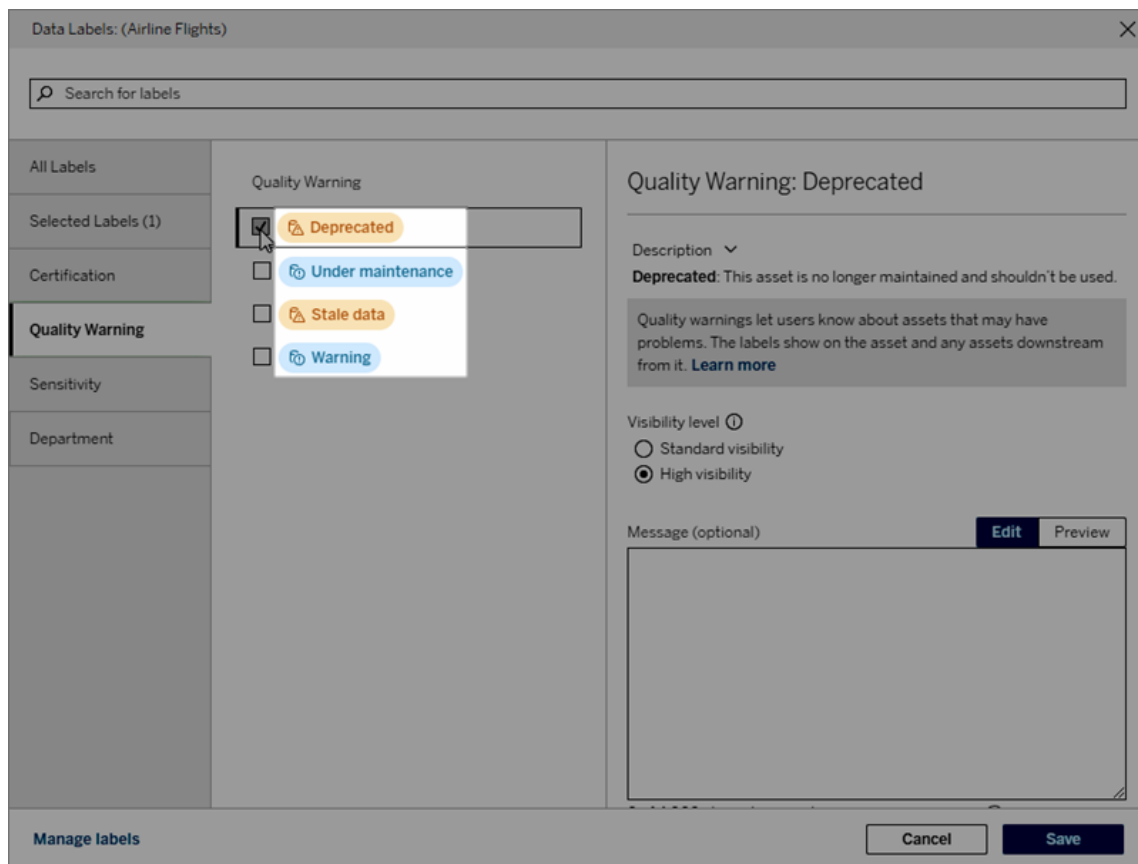 Data Labels: (Airline Flights)
Search for labels
All Labels
Selected Labels (1)
Certification
Quality Warning
Sensitivity
Department
Quality Warning
Deprecated
Under maintenance
Stale data
Warning
Quality Warning: Deprecated
Description
Deprecated: This asset is no longer maintained and shouldn't be used.
Quality warnings let users know about assets that may have
problems. The labels show on the asset and any assets downstream
from it. Learn more
Visibility level
Standard visibility
High visibility
Message (optional)
Edit
Preview
Manage labels
Cancel
Save